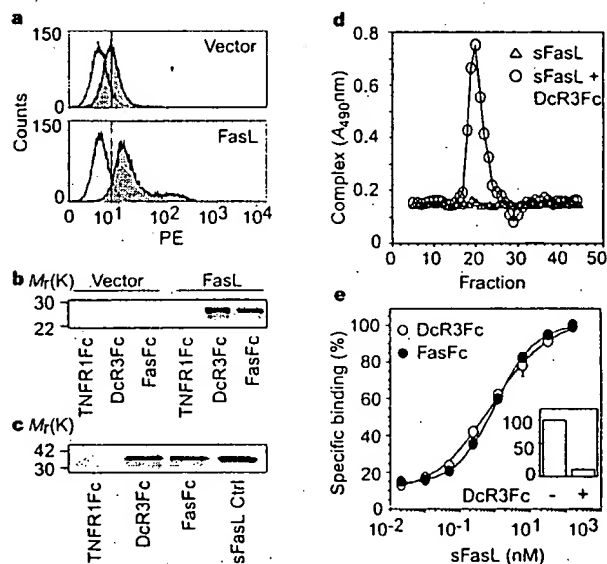 a
150
Vector
0
150
FasL
0
Counts
0 10¹ 10² 10³ 10⁴
PE
b Mr(K) Vector FasL
30
22
TNFR1Fc
DcR3Fc
FasFc
TNFR1Fc
DcR3Fc
FasFc
c Mr(K)
42
30
TNFR1Fc
DcR3Fc
FasFc
sFasL Ctrl
d
0.8
0.6
0.4
0.2
0
Complex (A490nm)
sFasL
sFasL +
DcR3Fc
0 10 20 30 40 50
Fraction
e
DcR3Fc
FasFc
100
80
60
40
20
0
Specific binding (%)
100
50
0
DcR3Fc - +
10⁻² 10⁻¹ 10⁰ 10¹ 10² 10³
sFasL (nM)